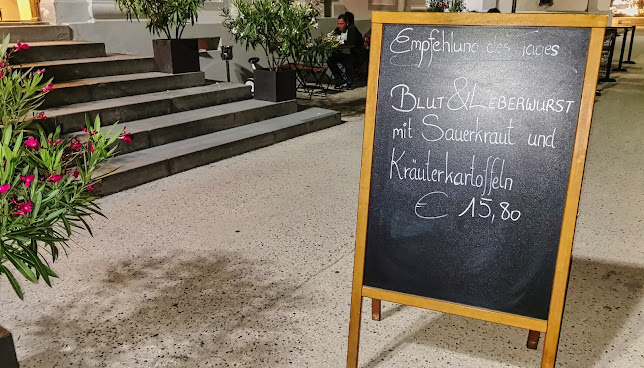 Empfehlung des Tages
BLUT & LEBERWURST
mit Sauerkraut und
Kräuterkartoffeln
€ 15,80